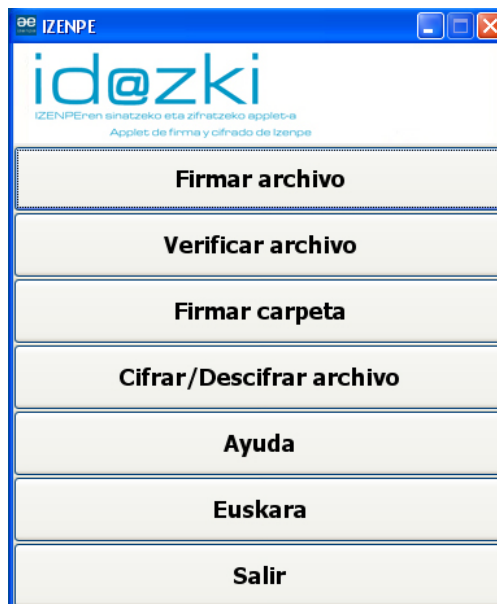 IZENPE
id@zki
IZENPEren sinatzeko eta zifratzeko applet-a
Applet de firma y cifrado de Izenpe
Firmar archivo
Verificar archivo
Firmar carpeta
Cifrar/Descifrar archivo
Ayuda
Euskara
Salir